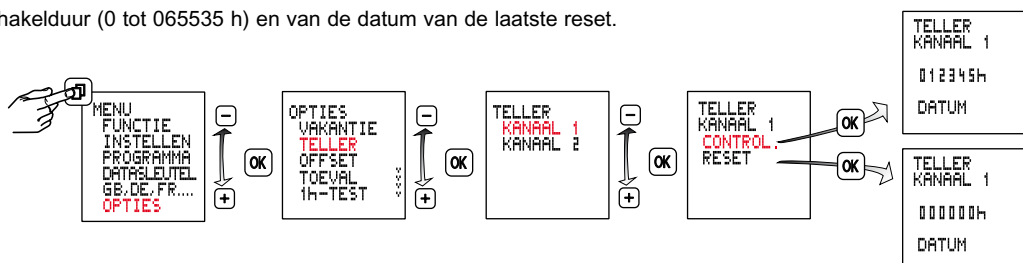 hakelduur (0 tot 065535 h) en van de datum van de laatste reset.
MENU
FUNCTIE
INSTELLEN
PROGRAMMA
DATASLEUTEL
GB,DE,FR....
OPTIES
-
OK
+
OPTIES
VAKANTIE
TELLER
OFFSET
TOEVAL
1h-TEST
-
OK
+
TELLER
KANAAL 1
KANAAL 2
-
OK
+
TELLER
KANAAL 1
CONTROL.
RESET
OK
OK
TELLER
KANAAL 1
012345h
DATUM
TELLER
KANAAL 1
000000h
DATUM